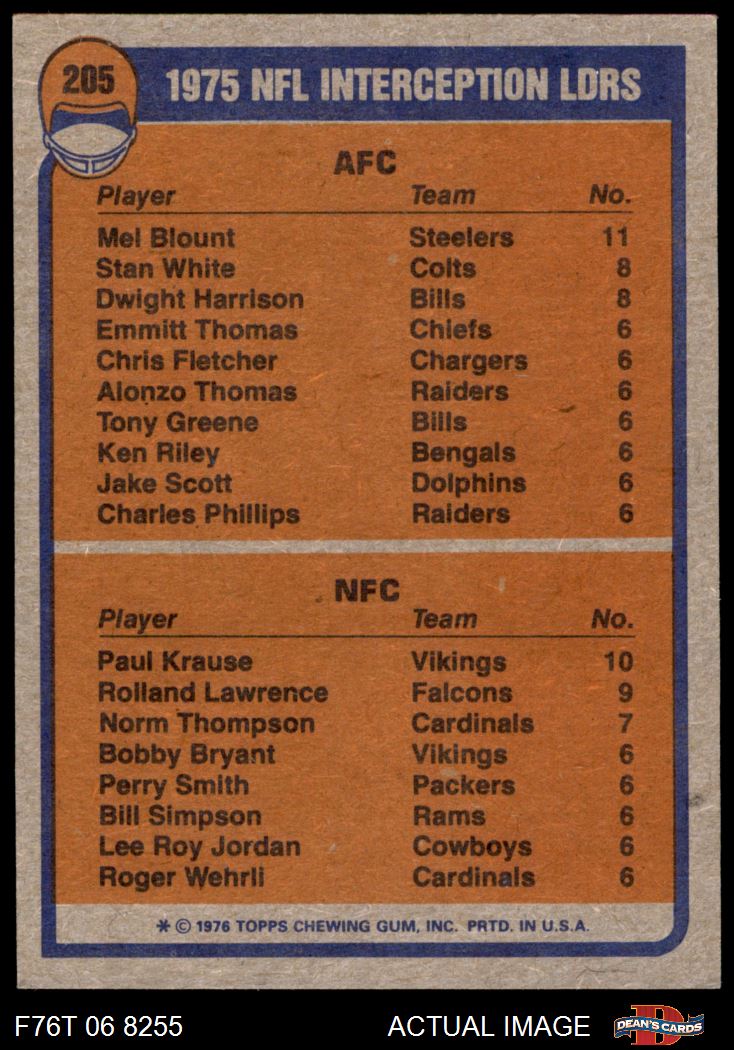 205
1975 NFL INTERCEPTION LDRS
AFC
Player Team No.
Mel Blount Steelers 11
Stan White Colts 8
Dwight Harrison Bills 8
Emmitt Thomas Chiefs 6
Chris Fletcher Chargers 6
Alonzo Thomas Raiders 6
Tony Greene Bills 6
Ken Riley Bengals 6
Jake Scott Dolphins 6
Charles Phillips Raiders 6
NFC
Player Team No.
Paul Krause Vikings 10
Rolland Lawrence Falcons 9
Norm Thompson Cardinals 7
Bobby Bryant Vikings 6
Perry Smith Packers 6
Bill Simpson Rams 6
Lee Roy Jordan Cowboys 6
Roger Wehrli Cardinals 6
* © 1976 TOPPS CHEWING GUM, INC. PRTD. IN U.S.A.
F76T 06 8255 ACTUAL IMAGE D DEAN'S CARDS